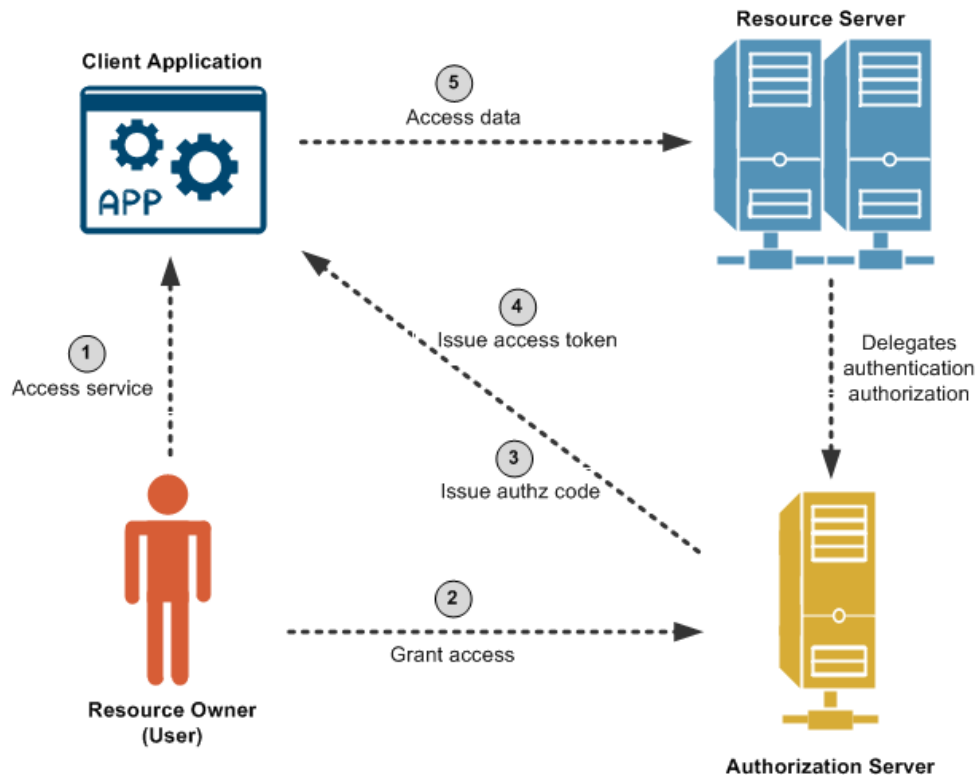 Resource Server
Client Application
APP
5
Access data
4
Issue access token
Delegates
authentication
authorization
1
Access service
3
Issue authz code
2
Grant access
Resource Owner
(User)
Authorization Server